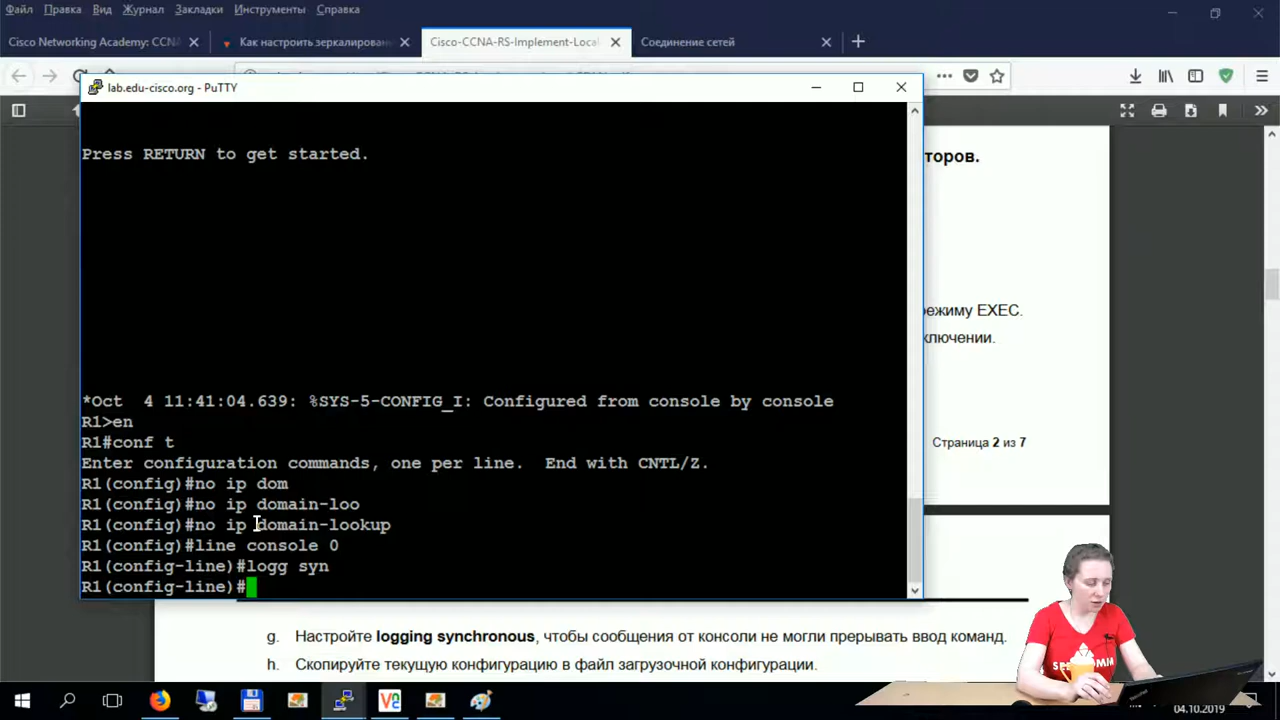 Файл Правка Вид Журнал Закладки Инструменты Справка
Cisco Networking Academy: CCNA
Как настроить зеркалирован
Cisco-CCNA-RS-Implement-Local
Соединение сетей
lab.edu-cisco.org - PuTTY
Press RETURN to get started.
*Oct 4 11:41:04.639: %SYS-5-CONFIG_I: Configured from console by console
R1>en
R1#conf t
Enter configuration commands, one per line. End with CNTL/Z.
R1(config)#no ip dom
R1(config)#no ip domain-loo
R1(config)#no ip domain-lookup
R1(config)#line console 0
R1(config-line)#logg syn
R1(config-line)#
торов.
режиму EXEC.
ключении.
Страница 2 из 7
g. Настройте logging synchronous, чтобы сообщения от консоли не могли прерывать ввод команд.
h. Скопируйте текущую конфигурацию в файл загрузочной конфигурации.
04.10.2019